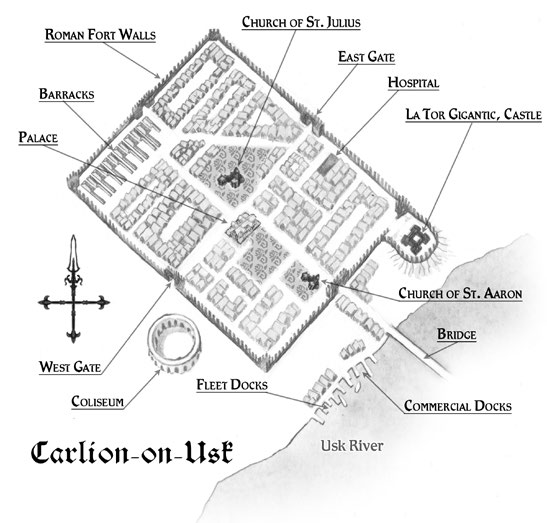 Church of St. Julius
Roman Fort Walls
East Gate
Hospital
Barracks
La Tor Gigantic, Castle
Palace
Church of St. Aaron
Bridge
West Gate
Fleet Docks
Coliseum
Commercial Docks
Carlion-on-Usk
Usk River